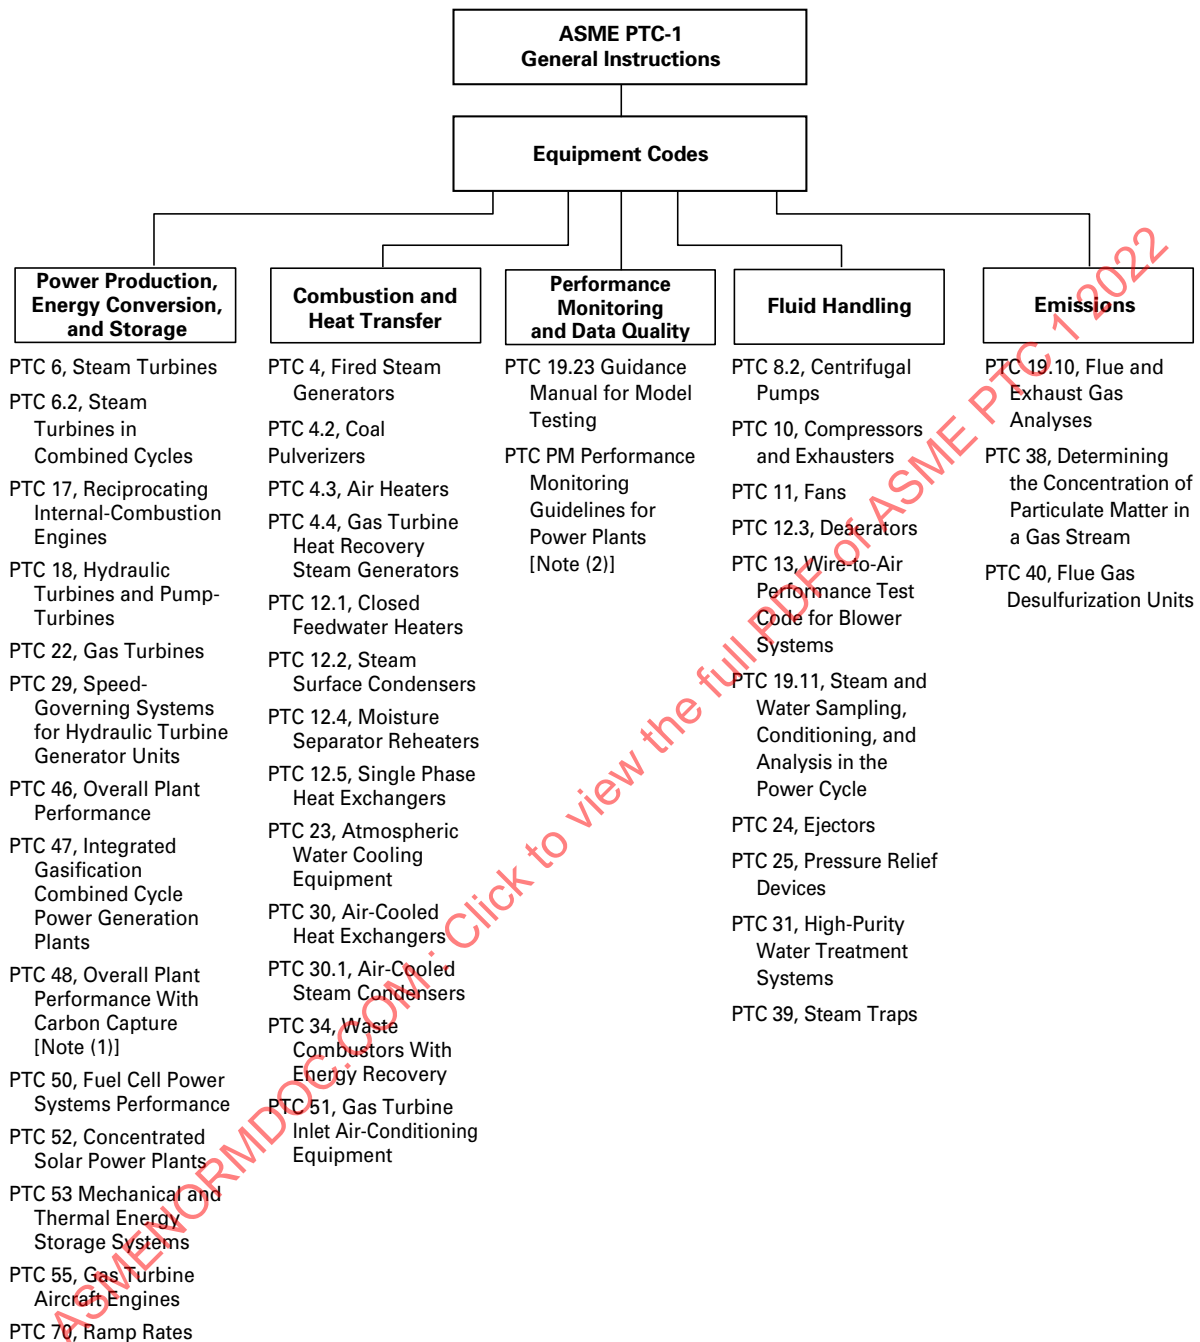 ASME PTC-1
General Instructions
Equipment Codes
Power Production,
Energy Conversion,
and Storage
PTC 6, Steam Turbines
PTC 6.2, Steam
Turbines in
Combined Cycles
PTC 17, Reciprocating
Internal-Combustion
Engines
PTC 18, Hydraulic
Turbines and Pump-
Turbines
PTC 22, Gas Turbines
PTC 29, Speed-
Governing Systems
for Hydraulic Turbine
Generator Units
PTC 46, Overall Plant
Performance
PTC 47, Integrated
Gasification
Combined Cycle
Power Generation
Plants
PTC 48, Overall Plant
Performance With
Carbon Capture
[Note (1)]
PTC 50, Fuel Cell Power
Systems Performance
PTC 52, Concentrated
Solar Power Plants
PTC 53 Mechanical and
Thermal Energy
Storage Systems
PTC 55, Gas Turbine
Aircraft Engines
PTC 70, Ramp Rates
Combustion and
Heat Transfer
PTC 4, Fired Steam
Generators
PTC 4.2, Coal
Pulverizers
PTC 4.3, Air Heaters
PTC 4.4, Gas Turbine
Heat Recovery
Steam Generators
PTC 12.1, Closed
Feedwater Heaters
PTC 12.2, Steam
Surface Condensers
PTC 12.4, Moisture
Separator Reheaters
PTC 12.5, Single Phase
Heat Exchangers
PTC 23, Atmospheric
Water Cooling
Equipment
PTC 30, Air-Cooled
Heat Exchangers
PTC 30.1, Air-Cooled
Steam Condensers
PTC 34, Waste
Combustors With
Energy Recovery
PTC 51, Gas Turbine
Inlet Air-Conditioning
Equipment
Performance
Monitoring
and Data Quality
PTC 19.23 Guidance
Manual for Model
Testing
PTC PM Performance
Monitoring
Guidelines for
Power Plants
[Note (2)]
Fluid Handling
PTC 8.2, Centrifugal
Pumps
PTC 10, Compressors
and Exhausters
PTC 11, Fans
PTC 12.3, Deaerators
PTC 13, Wire-to-Air
Performance Test
Code for Blower
Systems
PTC 19.11, Steam and
Water Sampling,
Conditioning, and
Analysis in the
Power Cycle
PTC 24, Ejectors
PTC 25, Pressure Relief
Devices
PTC 31, High-Purity
Water Treatment
Systems
PTC 39, Steam Traps
Emissions
PTC 19.10, Flue and
Exhaust Gas
Analyses
PTC 38, Determining
the Concentration of
Particulate Matter in
a Gas Stream
PTC 40, Flue Gas
Desulfurization Units
ASMENORMDOC.COM : Click to view the full PDF of ASME PTC 1 2022